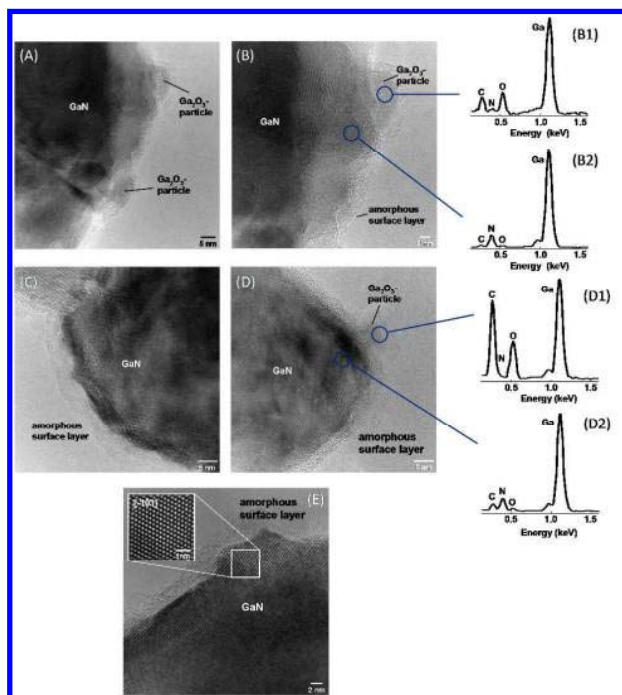 (A)
Ga₂O₃-
particle
GaN
Ga₂O₃-
particle
5 nm
(B)
Ga₂O₃-
particle
GaN
amorphous
surface layer
(B1)
Ga
C
N
O
0.5
1.0
1.5
Energy (keV)
(B2)
Ga
C
N
O
0.5
1.0
1.5
Energy (keV)
(C)
GaN
amorphous
surface layer
5 nm
(D)
Ga₂O₃-
particle
GaN
amorphous
surface layer
(D1)
C
N
O
Ga
0.5
1.0
1.5
Energy (keV)
(D2)
Ga
C
N
O
0.5
1.0
1.5
Energy (keV)
(E)
amorphous
surface layer
GaN
2 nm